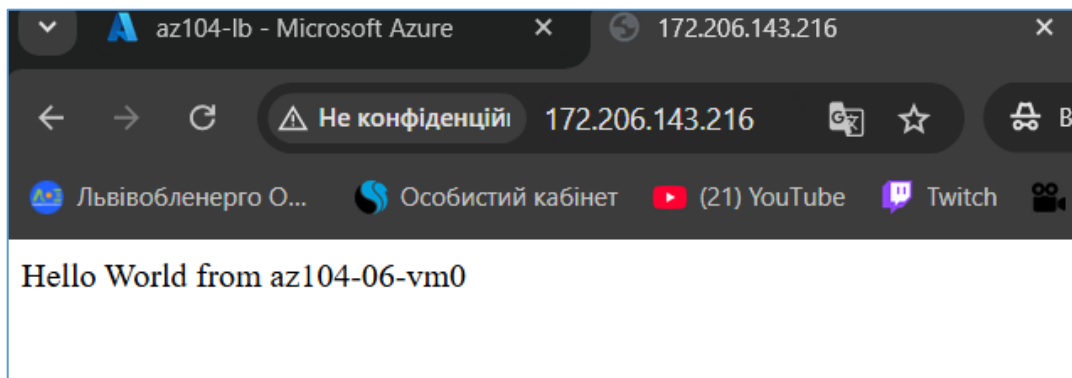 az104-lb - Microsoft Azure
172.206.143.216
Не конфіденційн 172.206.143.216
Львівобленерго О... Особистий кабінет (21) YouTube Twitch
Hello World from az104-06-vm0